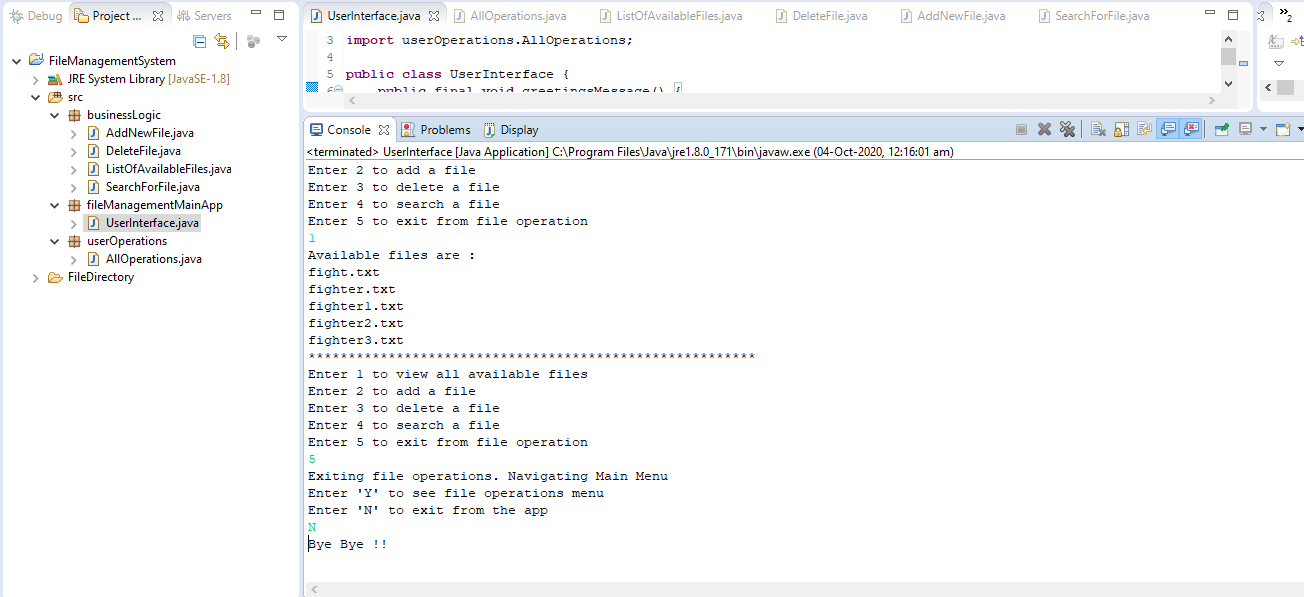 Debug Project ... Servers
FileManagementSystem
JRE System Library [JavaSE-1.8]
src
businessLogic
AddNewFile.java
DeleteFile.java
ListOfAvailableFiles.java
SearchForFile.java
fileManagementMainApp
UserInterface.java
userOperations
AllOperations.java
FileDirectory
UserInterface.java AllOperations.java ListOfAvailableFiles.java DeleteFile.java AddNewFile.java SearchForFile.java
3 import userOperations.AllOperations;
4
5 public class UserInterface {
6 public final void greetingsMessage() {
Console Problems Display
<terminated> UserInterface [Java Application] C:\Program Files\Java\jre1.8.0_171\bin\javaw.exe (04-Oct-2020, 12:16:01 am)
Enter 2 to add a file
Enter 3 to delete a file
Enter 4 to search a file
Enter 5 to exit from file operation
1
Available files are :
fight.txt
fighter.txt
fighter1.txt
fighter2.txt
fighter3.txt
********************************************************
Enter 1 to view all available files
Enter 2 to add a file
Enter 3 to delete a file
Enter 4 to search a file
Enter 5 to exit from file operation
5
Exiting file operations. Navigating Main Menu
Enter 'Y' to see file operations menu
Enter 'N' to exit from the app
N
Bye Bye !!
»2